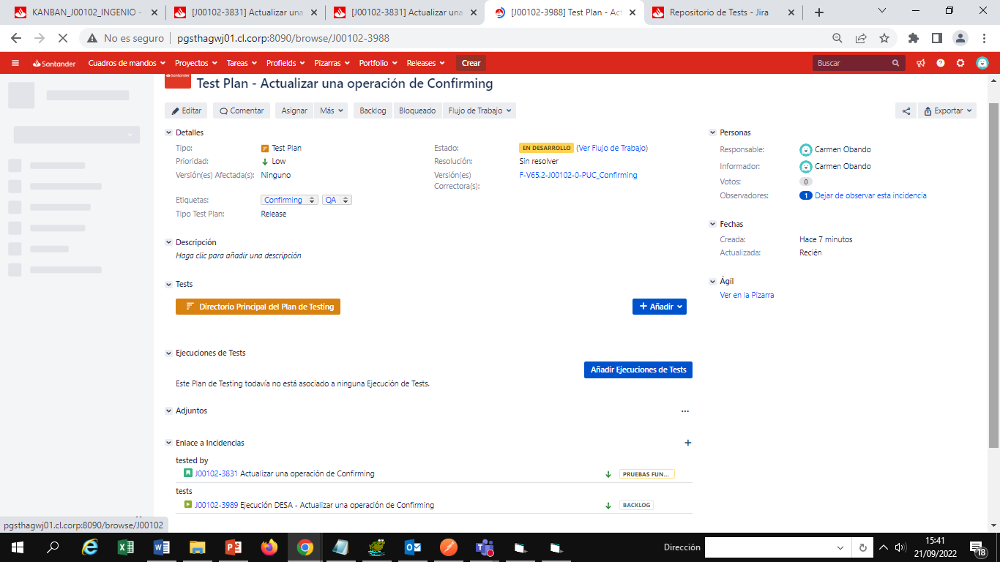 KANBAN_J00102_INGENIO -
[J00102-3831] Actualizar una
[J00102-3831] Actualizar una
[J00102-3988] Test Plan - Act
Repositorio de Tests - Jira
No es seguro pgsthagwj01.cl.corp:8090/browse/J00102-3988
Santander Cuadros de mandos Proyectos Tareas Profields Pizarras Portfolio Releases Crear Buscar
Santander
Test Plan - Actualizar una operación de Confirming
Editar Comentar Asignar Más Backlog Bloqueado Flujo de Trabajo Exportar
Detalles
Tipo: Test Plan
Prioridad: Low
Versión(es) Afectada(s): Ninguno
Etiquetas: Confirming QA
Tipo Test Plan: Release
Estado: EN DESARROLLO (Ver Flujo de Trabajo)
Resolución: Sin resolver
Versión(es) F-V65.2-J00102-0-PUC_Confirming
Correctora(s):
Personas
Responsable: Carmen Obando
Informador: Carmen Obando
Votos: 0
Observadores: 1 Dejar de observar esta incidencia
Fechas
Creada: Hace 7 minutos
Actualizada: Recién
Ágil
Ver en la Pizarra
Descripción
Haga clic para añadir una descripción
Tests
Directorio Principal del Plan de Testing
+ Añadir
Ejecuciones de Tests
Añadir Ejecuciones de Tests
Este Plan de Testing todavía no está asociado a ninguna Ejecución de Tests.
Adjuntos
Enlace a Incidencias
tested by
J00102-3831 Actualizar una operación de Confirming PRUEBAS FUN...
tests
J00102-3989 Ejecución DESA - Actualizar una operación de Confirming BACKLOG
pgsthagwj01.cl.corp:8090/browse/J00102
Dirección
15:41
21/09/2022
18